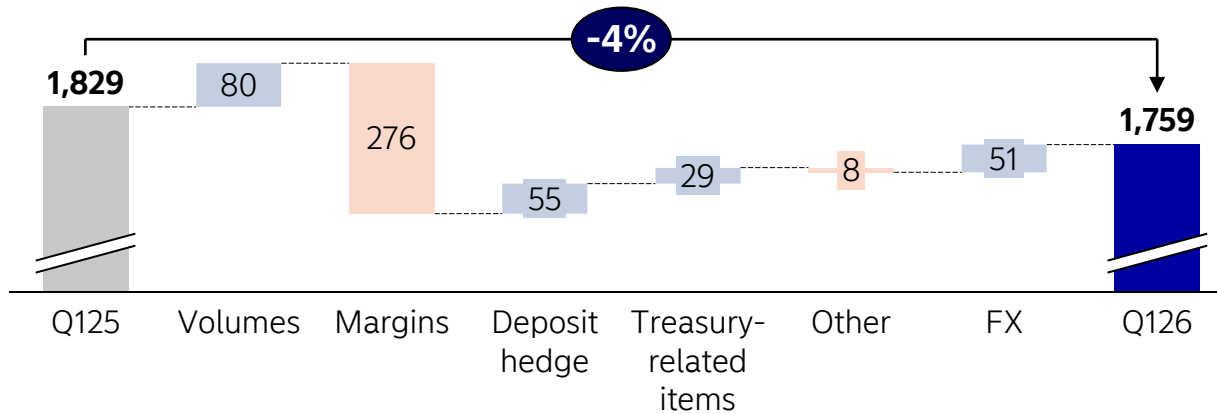 -4%
1,829
80
276
55
29
8
51
1,759
Q125
Volumes
Margins
Deposit
hedge
Treasury-
related
items
Other
FX
Q126